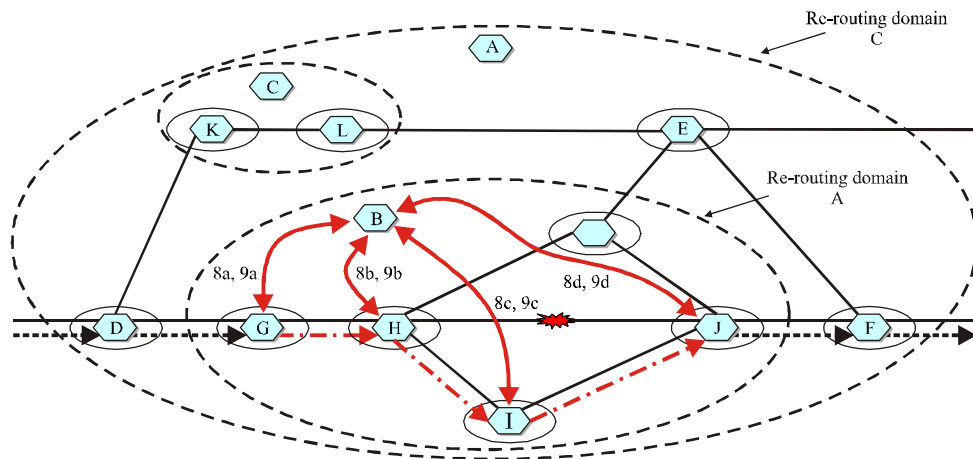 Re-routing domain
C
A
C
K
L
E
Re-routing domain
A
B
8a, 9a
8b, 9b
8d, 9d
8c, 9c
D
G
H
J
F
I